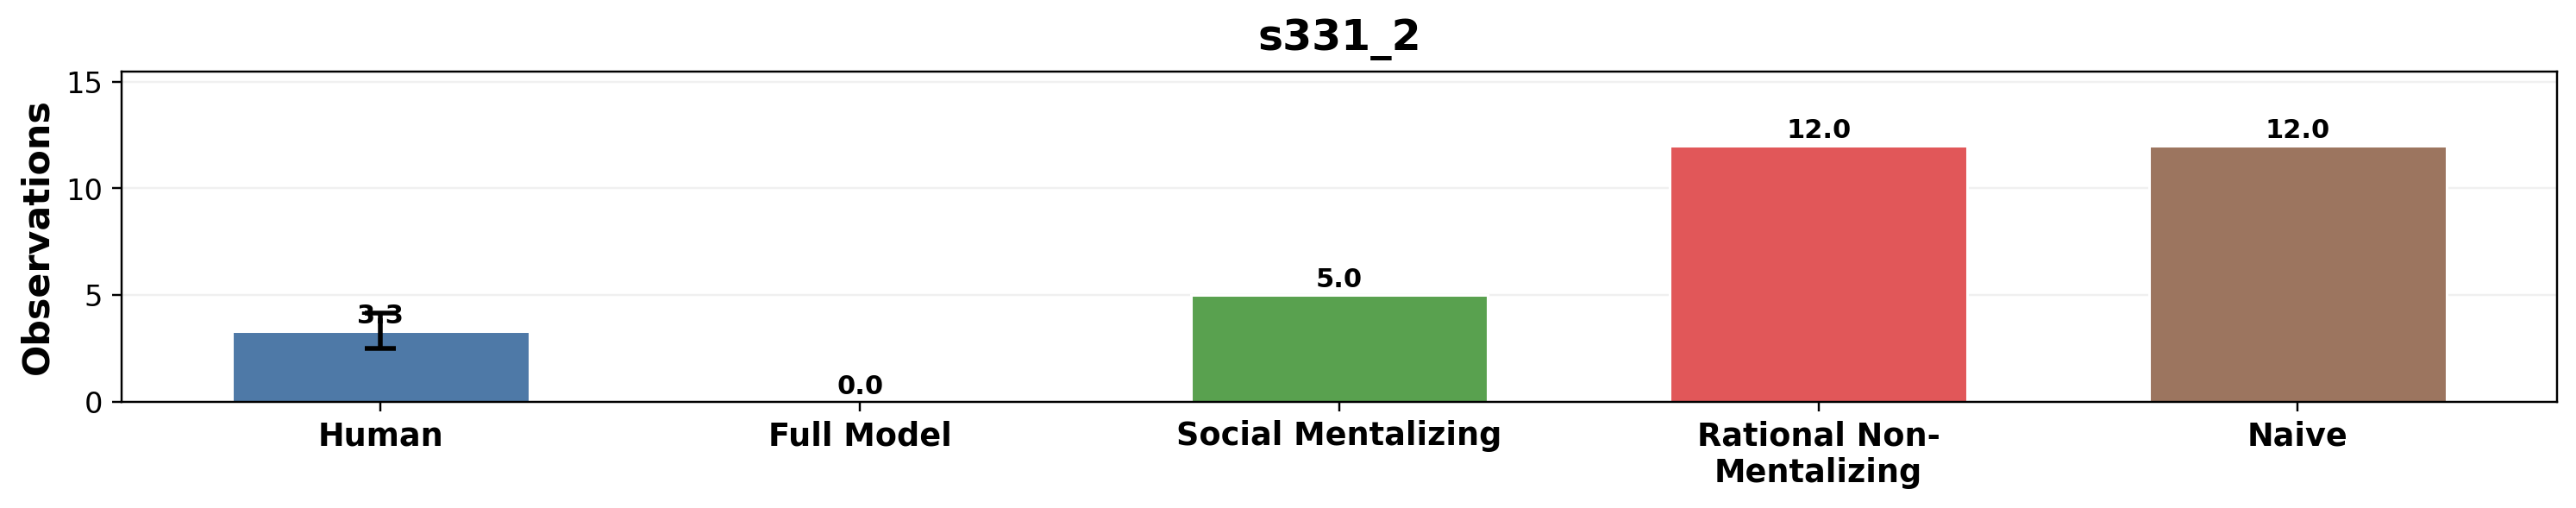 s331_2
Observations
15
10
5
0
3.3
0.0
5.0
12.0
12.0
Human
Full Model
Social Mentalizing
Rational Non-
Mentalizing
Naive